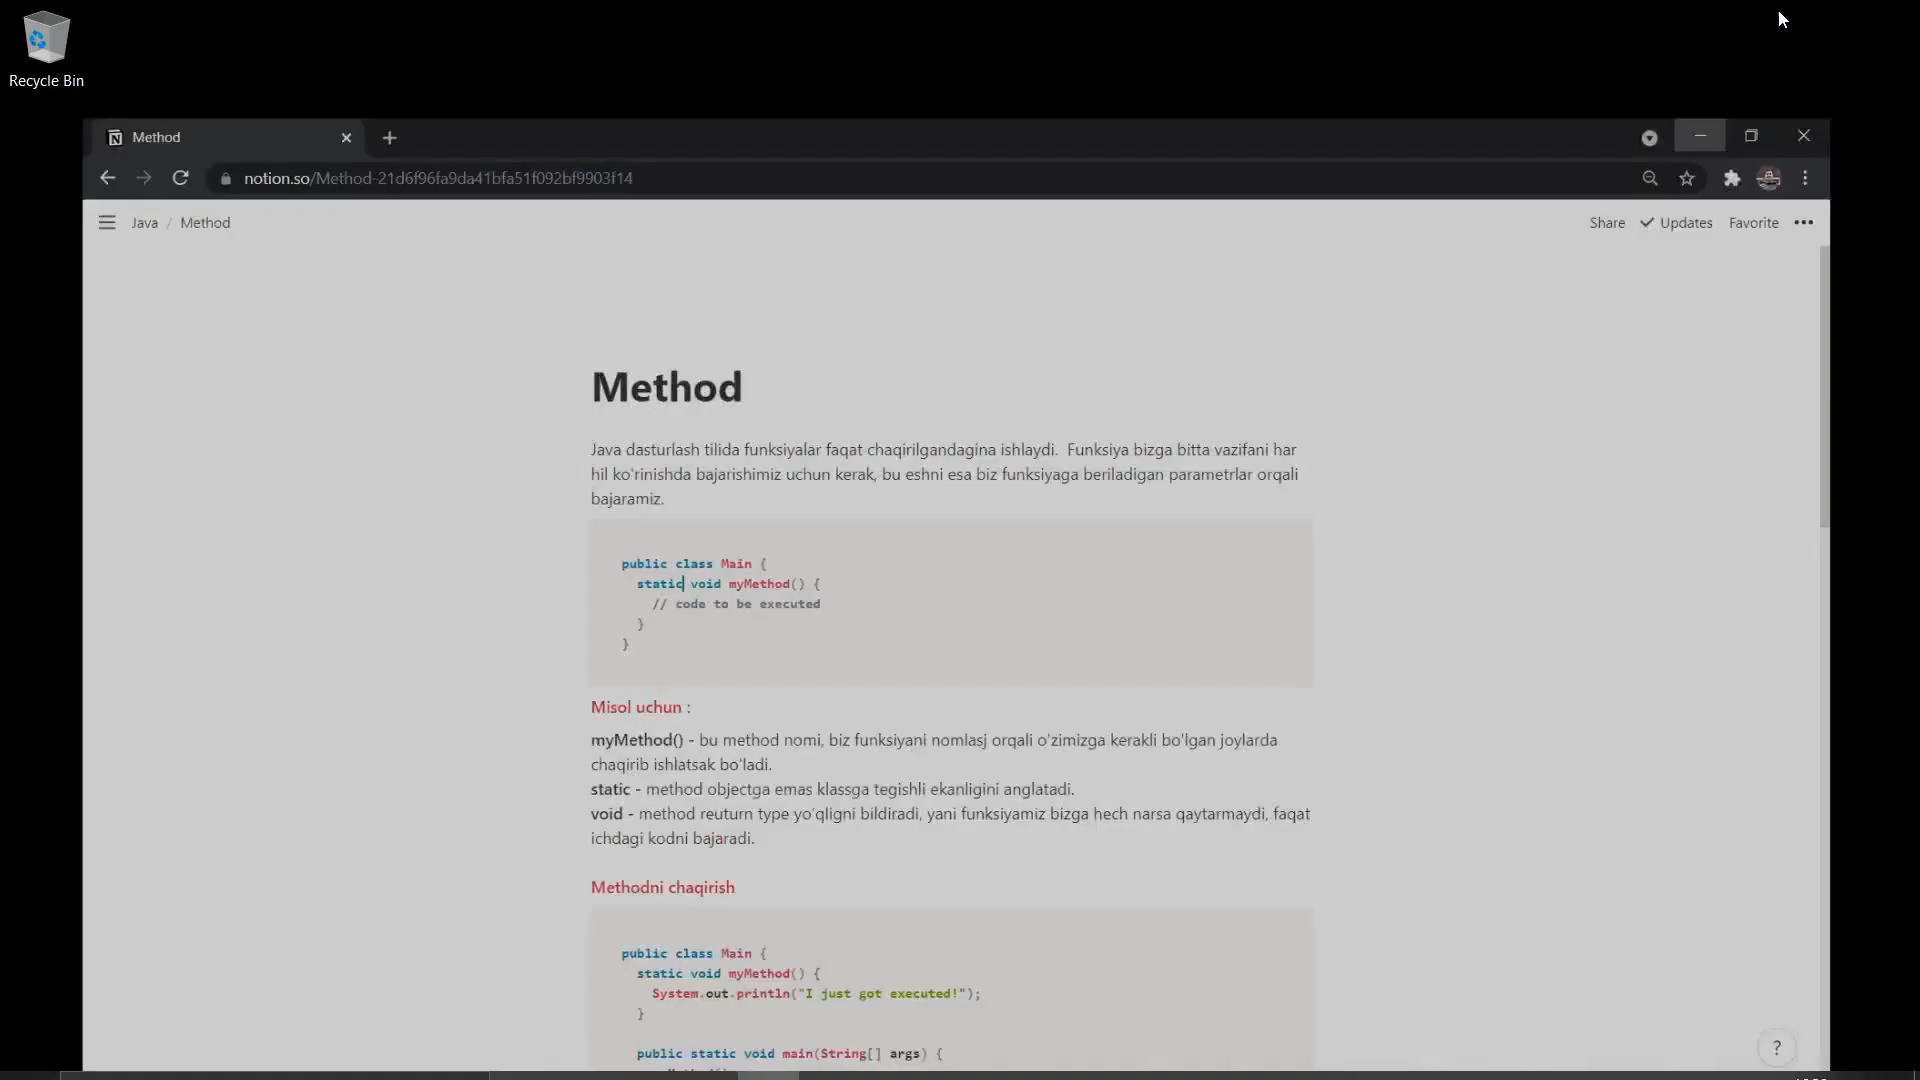 Recycle Bin
Method
notion.so/Method-21d6f96fa9da41bfa51f092bf9903f14
Java / Method
Share Updates Favorite
Method
Java dasturlash tilida funksiyalar faqat chaqirilgandagina ishlaydi. Funksiya bizga bitta vazifani har
hil ko'rinishda bajarishimiz uchun kerak, bu eshni esa biz funksiyaga beriladigan parametrlar orqali
bajaramiz.
public class Main {
static void myMethod() {
// code to be executed
}
}
Misol uchun :
myMethod() - bu method nomi, biz funksiyani nomlasj orqali o'zimizga kerakli bo'lgan joylarda
chaqirib ishlatsak bo'ladi.
static - method objectga emas klassga tegishli ekanligini anglatadi.
void - method reuturn type yo'qligni bildiradi, yani funksiyamiz bizga hech narsa qaytarmaydi, faqat
ichdagi kodni bajaradi.
Methodni chaqirish
public class Main {
static void myMethod() {
System.out.println("I just got executed!");
}
public static void main(String[] args) {
?